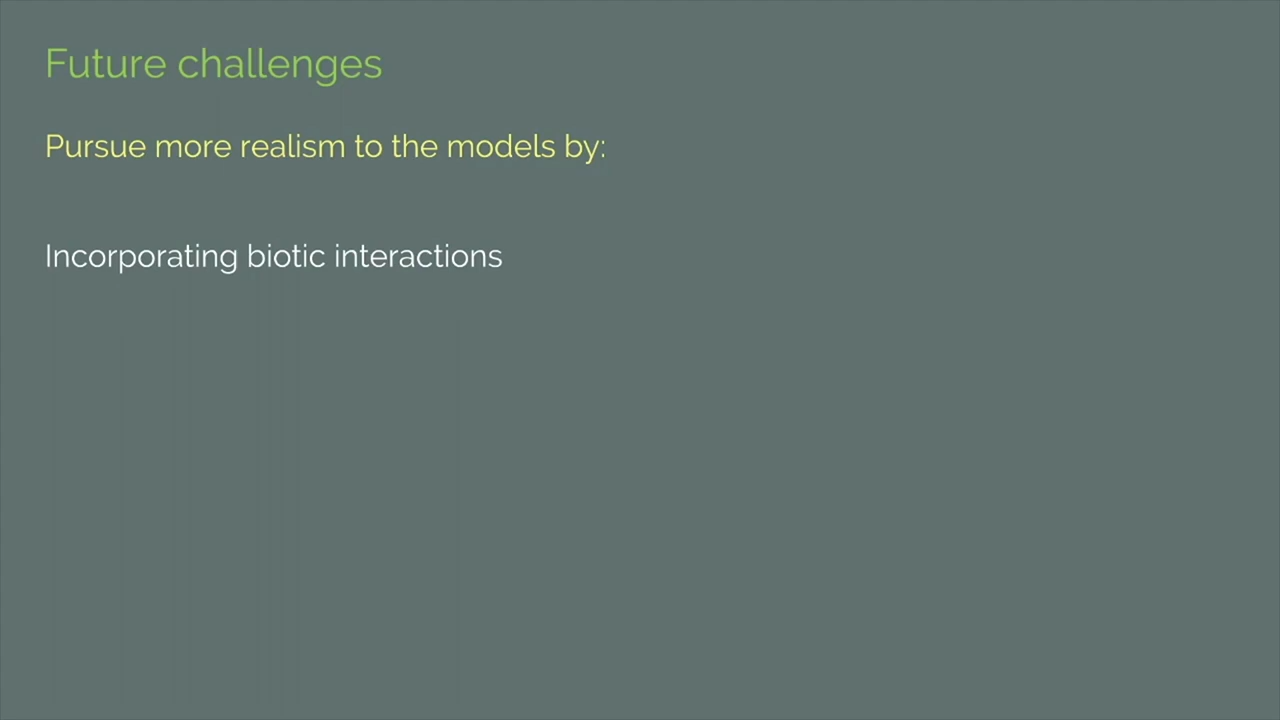 Future challenges
Pursue more realism to the models by:
Incorporating biotic interactions